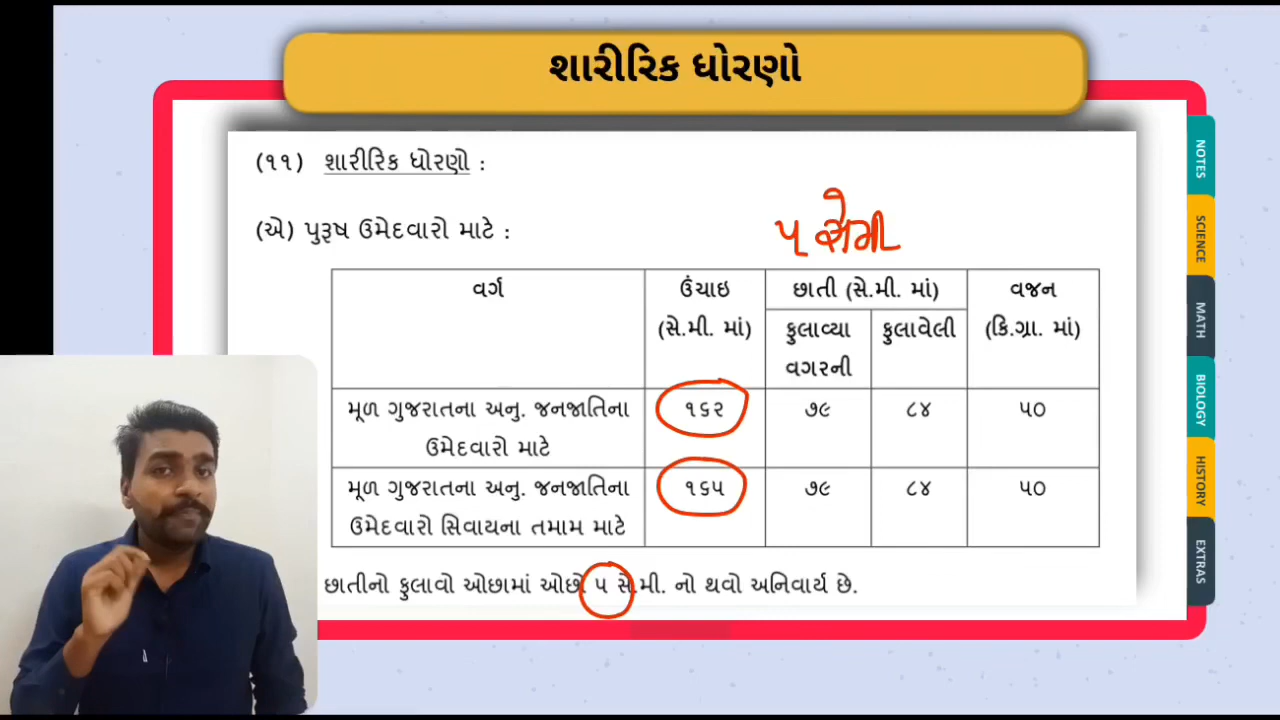 શારીરિક ધોરણો
(૧૧) શારીરિક ધોરણો :
(એ) પુરૂષ ઉમેદવારો માટે :
૫ સેમી
વર્ગ
ઉંચાઇ
(સે.મી. માં)
છાતી (સે.મી. માં)
ફુલાવ્યા
વગરની
ફુલાવેલી
વજન
(કિ.ગ્રા. માં)
મૂળ ગુજરાતના અનુ. જનજાતિના
ઉમેદવારો માટે
૧૬૨
૭૯
૮૪
૫૦
મૂળ ગુજરાતના અનુ. જનજાતિના
ઉમેદવારો સિવાયના તમામ માટે
૧૬૫
૭૯
૮૪
૫૦
છાતીનો ફુલાવો ઓછામાં ઓછો ૫ સે.મી. નો થવો અનિવાર્ય છે.
NOTES
SCIENCE
MATH
BIOLOGY
HISTORY
EXTRAS